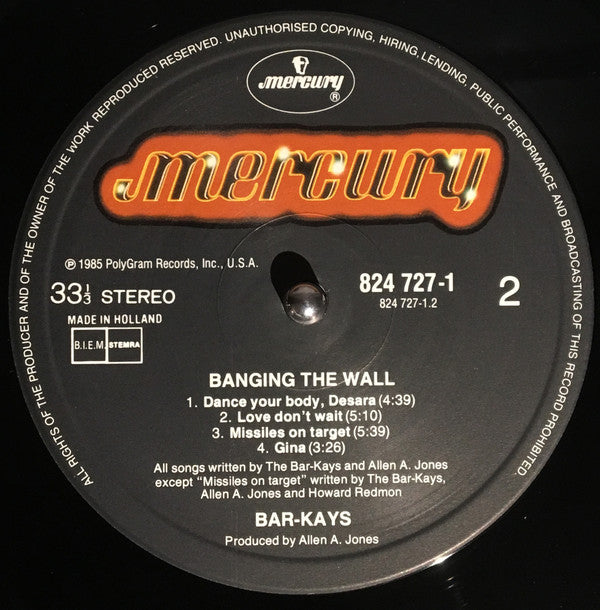 ALL RIGHTS OF THE PRODUCER AND OF THE OWNER OF THE WORK REPRODUCED RESERVED. UNAUTHORISED COPYING, HIRING, LENDING, PUBLIC PERFORMANCE AND BROADCASTING OF THIS RECORD PROHIBITED.
mercury
®
mercury
℗ 1985 PolyGram Records, Inc., U.S.A.
33⅓ STEREO
MADE IN HOLLAND
B.I.E.M. STEMRA
824 727-1
824 727-1.2
2
BANGING THE WALL
1. Dance your body, Desara (4:39)
2. Love don't wait (5:10)
3. Missiles on target (5:39)
4. Gina (3:26)
All songs written by The Bar-Kays and Allen A. Jones
except "Missiles on target" written by The Bar-Kays,
Allen A. Jones and Howard Redmon
BAR-KAYS
Produced by Allen A. Jones